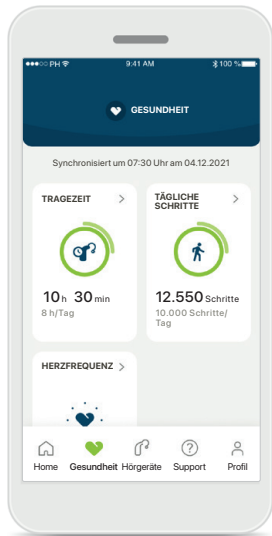 PH 9:41 AM 100 %
GESUNDHEIT
Synchronisiert um 07:30 Uhr am 04.12.2021
TRAGEZEIT
10 h 30 min
8 h/Tag
TÄGLICHE
SCHRITTE
12.550 Schritte
10.000 Schritte/
Tag
HERZFREQUENZ
Home Gesundheit Hörgeräte Support Profil